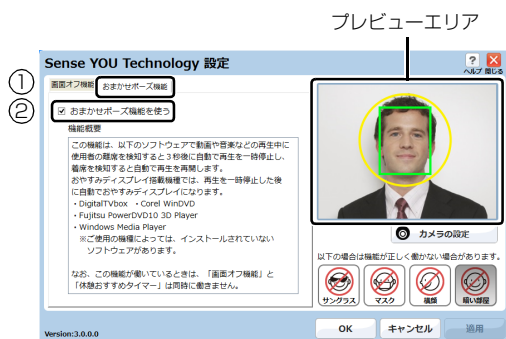 プレビューエリア
Sense YOU Technology 設定
? ヘルプ 閉じる
①
画面オフ機能 おまかせポーズ機能
②
おまかせポーズ機能を使う
機能概要
この機能は、以下のソフトウェアで動画や音楽などの再生中に
使用者の離席を検知すると3秒後に自動で再生を一時停止し、
着席を検知すると自動で再生を再開します。
おやすみディスプレイ搭載機種では、再生を一時停止した後
に自動でおやすみディスプレイになります。
・DigitalTVbox ・Corel WinDVD
・Fujitsu PowerDVD10 3D Player
・Windows Media Player
※ご使用の機種によっては、インストールされていない
ソフトウェアがあります。
なお、この機能が働いているときは、「画面オフ機能」と
「休憩おすすめタイマー」は同時に働きません。
カメラの設定
以下の場合は機能が正しく働かない場合があります。
サングラス マスク 横顔 暗い部屋
Version:3.0.0.0
OK キャンセル 適用